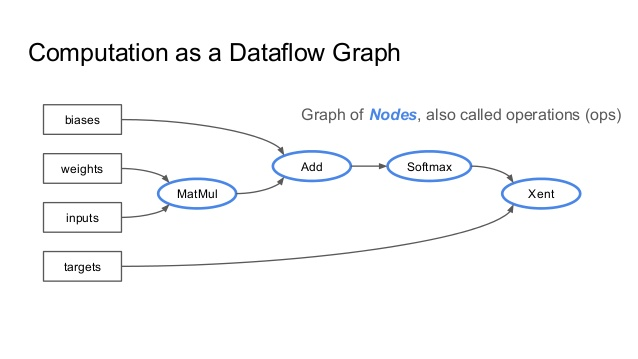 Computation as a Dataflow Graph
Graph of Nodes, also called operations (ops)
biases
weights
inputs
targets
MatMul
Add
Softmax
Xent